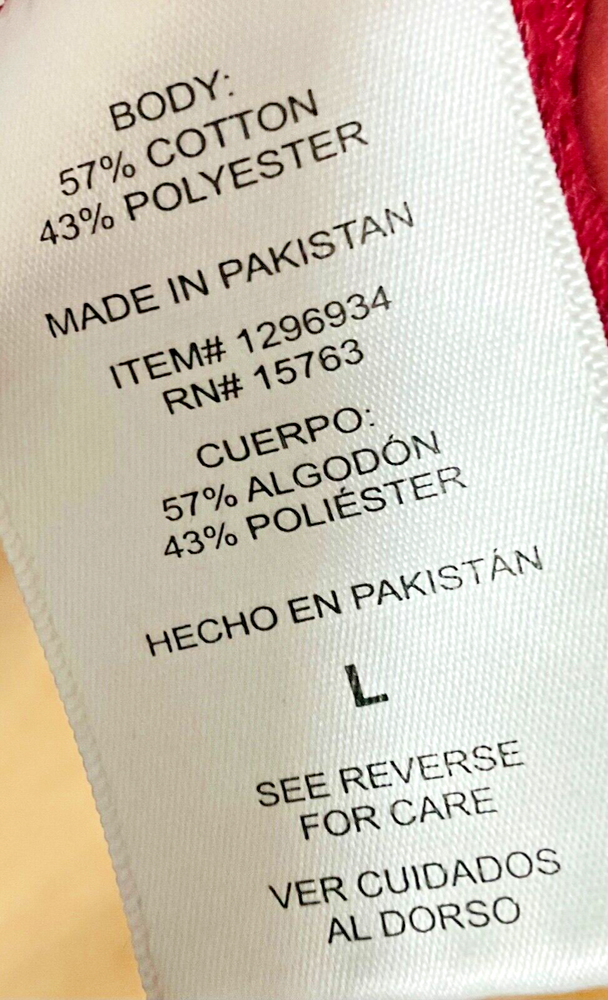 BODY:
57% COTTON
43% POLYESTER
MADE IN PAKISTAN
ITEM# 1296934
RN# 15763
CUERPO:
57% ALGODÓN
43% POLIÉSTER
HECHO EN PAKISTÁN
L
SEE REVERSE
FOR CARE
VER CUIDADOS
AL DORSO